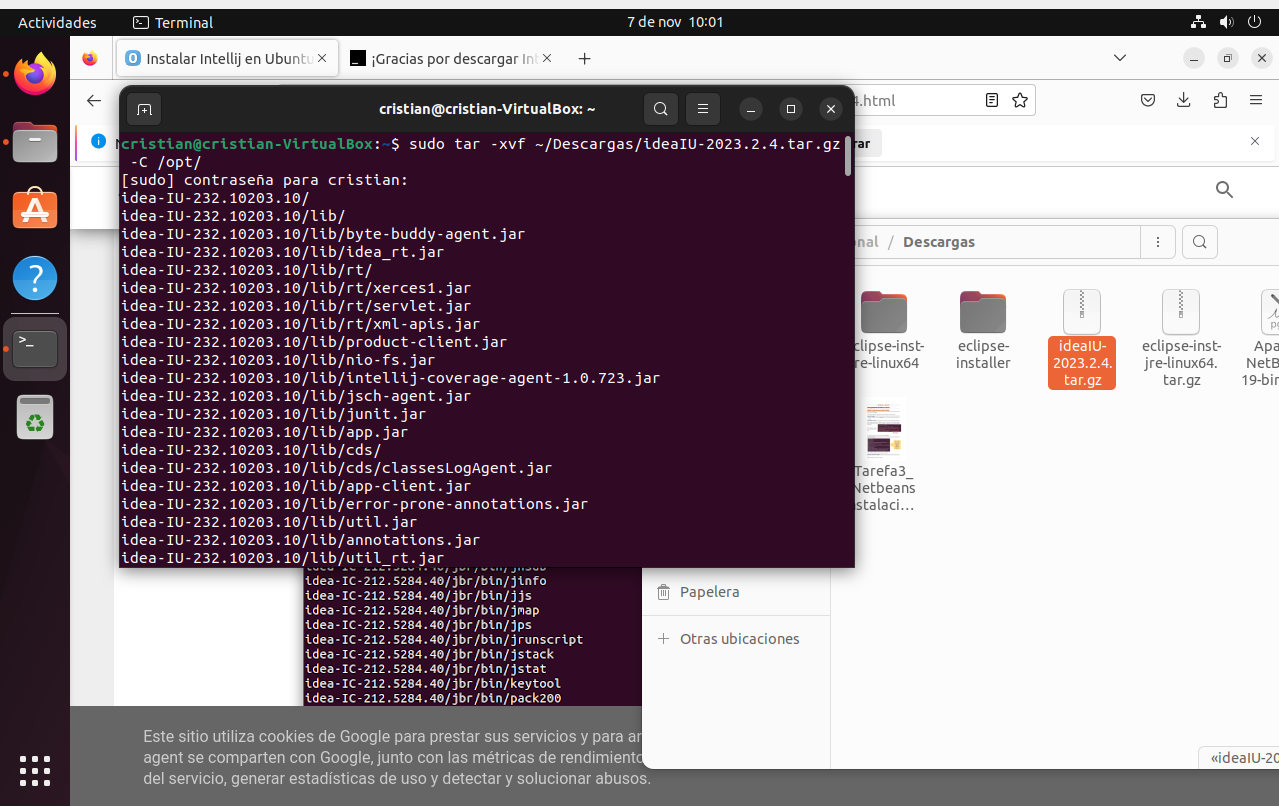 Actividades
Terminal
7 de nov 10:01
Instalar Intellij en Ubuntu
¡Gracias por descargar Int
4.html
cristian@cristian-VirtualBox: ~
cristian@cristian-VirtualBox:~$ sudo tar -xvf ~/Descargas/ideaIU-2023.2.4.tar.gz
-C /opt/
[sudo] contraseña para cristian:
idea-IU-232.10203.10/
idea-IU-232.10203.10/lib/
idea-IU-232.10203.10/lib/byte-buddy-agent.jar
idea-IU-232.10203.10/lib/idea_rt.jar
idea-IU-232.10203.10/lib/rt/
idea-IU-232.10203.10/lib/rt/xerces1.jar
idea-IU-232.10203.10/lib/rt/servlet.jar
idea-IU-232.10203.10/lib/rt/xml-apis.jar
idea-IU-232.10203.10/lib/product-client.jar
idea-IU-232.10203.10/lib/nio-fs.jar
idea-IU-232.10203.10/lib/intellij-coverage-agent-1.0.723.jar
idea-IU-232.10203.10/lib/jsch-agent.jar
idea-IU-232.10203.10/lib/junit.jar
idea-IU-232.10203.10/lib/app.jar
idea-IU-232.10203.10/lib/cds/
idea-IU-232.10203.10/lib/cds/classesLogAgent.jar
idea-IU-232.10203.10/lib/app-client.jar
idea-IU-232.10203.10/lib/error-prone-annotations.jar
idea-IU-232.10203.10/lib/util.jar
idea-IU-232.10203.10/lib/annotations.jar
idea-IU-232.10203.10/lib/util_rt.jar
rar
onal / Descargas
clipse-inst-
re-linux64
eclipse-
installer
ideaIU-
2023.2.4.
tar.gz
eclipse-inst-
jre-linux64.
tar.gz
Apa
NetB
19-bin
Tarefa3_
Netbeans
stalaci…
idea-IC-212.5284.40/jbr/bin/jinfo
idea-IC-212.5284.40/jbr/bin/jjs
idea-IC-212.5284.40/jbr/bin/jmap
idea-IC-212.5284.40/jbr/bin/jps
idea-IC-212.5284.40/jbr/bin/jrunscript
idea-IC-212.5284.40/jbr/bin/jstack
idea-IC-212.5284.40/jbr/bin/jstat
idea-IC-212.5284.40/jbr/bin/keytool
idea-IC-212.5284.40/jbr/bin/pack200
Papelera
Otras ubicaciones
Este sitio utiliza cookies de Google para prestar sus servicios y para an
agent se comparten con Google, junto con las métricas de rendimiento
del servicio, generar estadísticas de uso y detectar y solucionar abusos.
«ideaIU-20